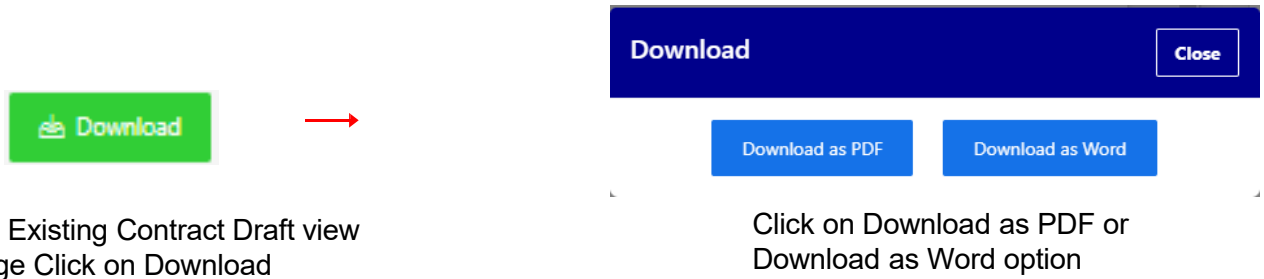 Download
Close
Download
Download as PDF
Download as Word
Existing Contract Draft view
Click on Download
Click on Download as PDF or
Download as Word option